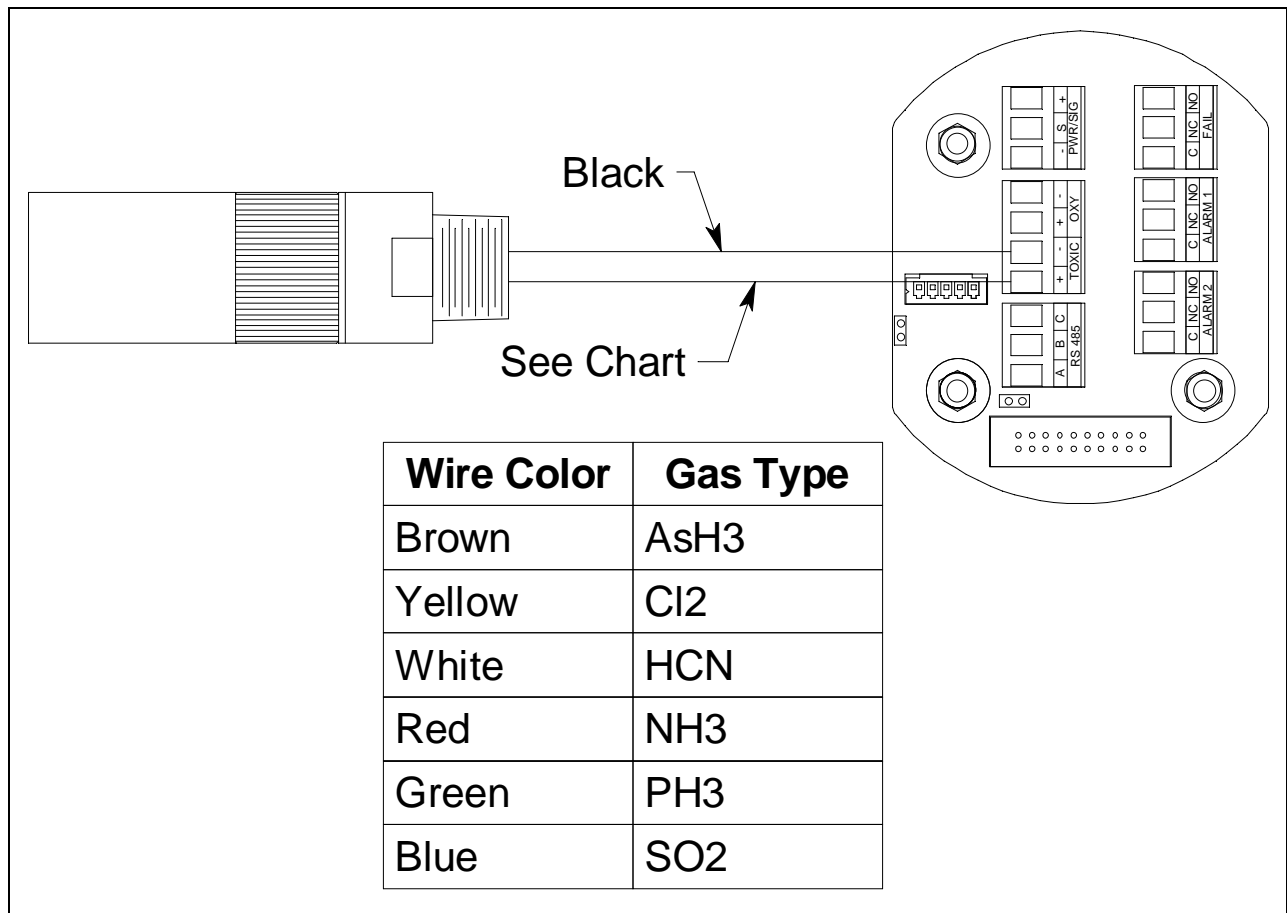 Black
See Chart
- S +
PWR/SIG
+ - + -
TOXIC OXY
A B C
RS 485
C NC NO
FAIL
C NC NO
ALARM 1
C NC NO
ALARM 2
Wire Color Gas Type
Brown AsH3
Yellow Cl2
White HCN
Red NH3
Green PH3
Blue SO2